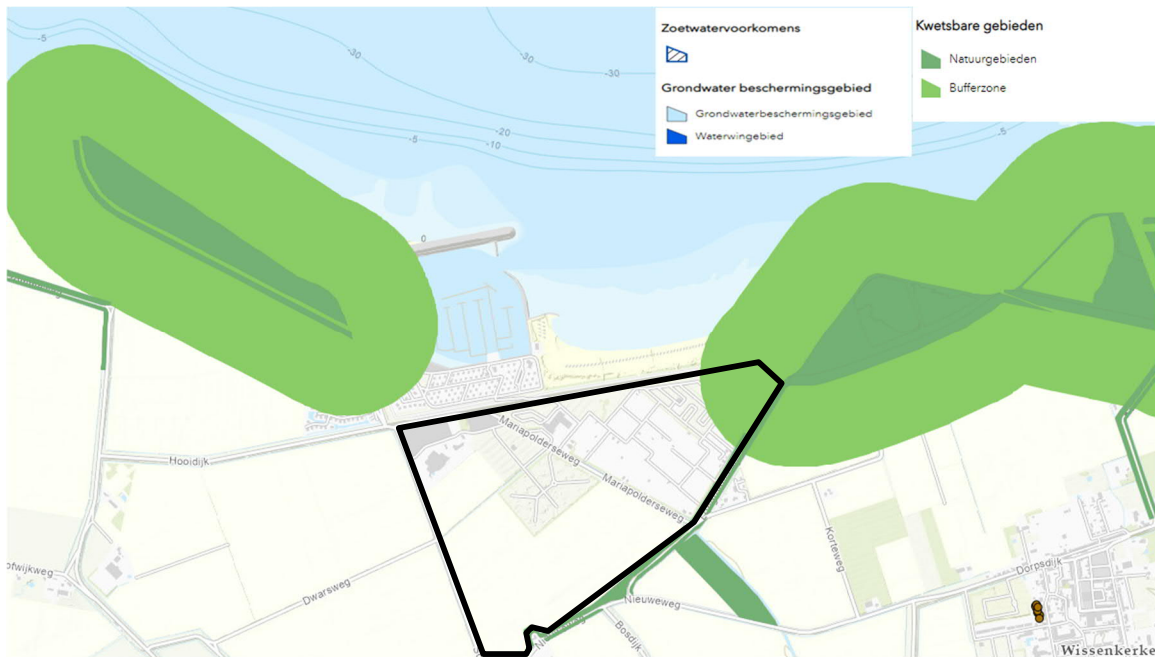 Zoetwatervoorkomens
Grondwater beschermingsgebied
Grondwaterbeschermingsgebied
Waterwingebied
Kwetsbare gebieden
Natuurgebieden
Bufferzone
-5
-30
-30
-30
-20
-10
-5
-5
0
Mariapolderseweg
Mariapolderseweg
Hooidijk
Dwarsweg
Korteweg
Dorpsdijk
Nieuweweg
Bosdijk
Wissenkerke